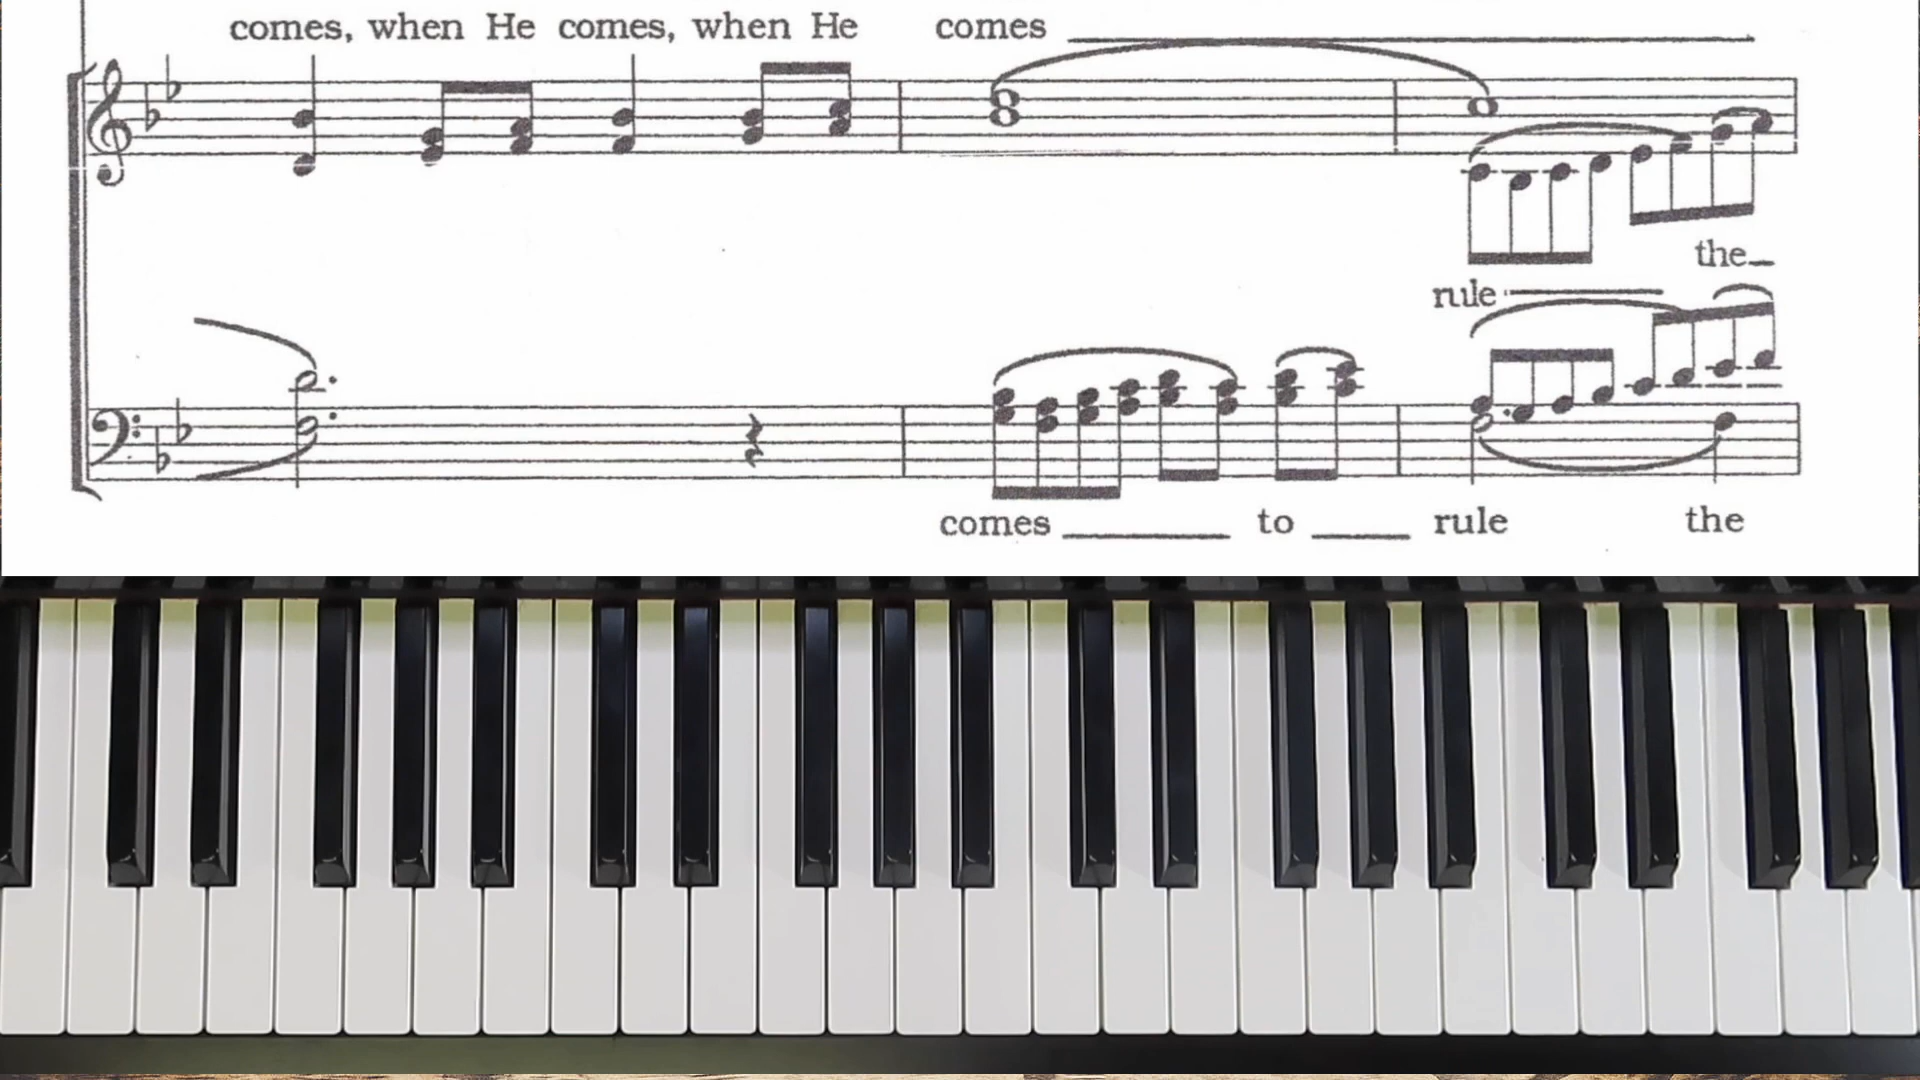 comes, when He comes, when He comes
the
rule
comes to rule the